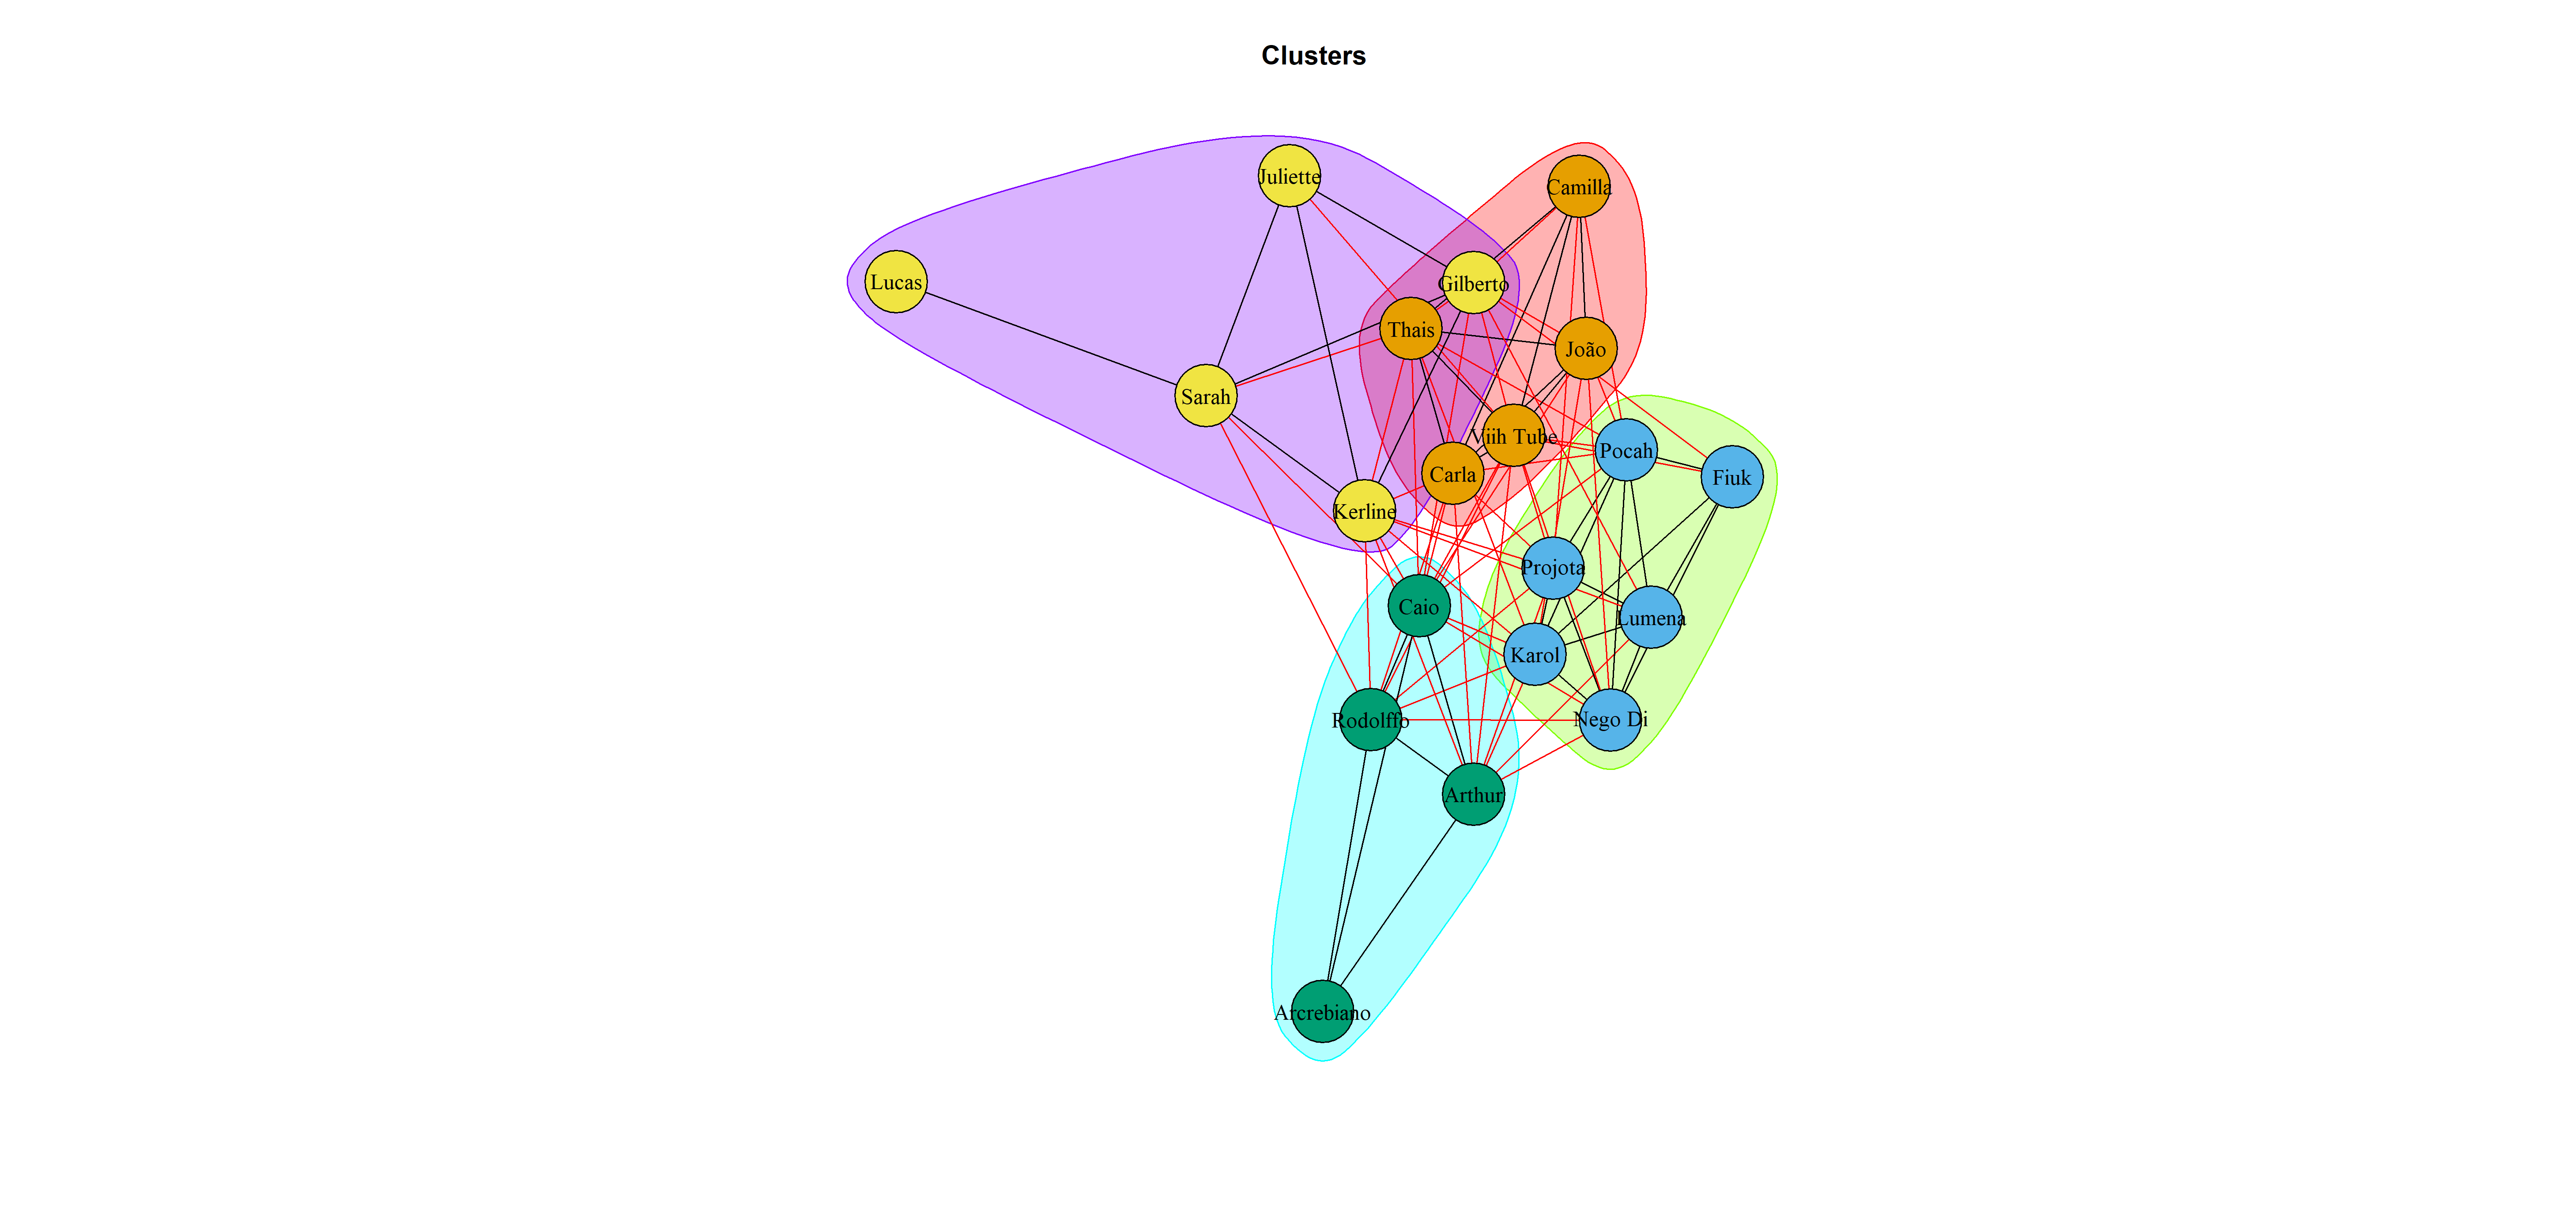 Clusters
Juliette
Camilla
Lucas
Gilberto
Thais
João
Sarah
Viih Tube
Pocah
Carla
Fiuk
Kerline
Projota
Caio
Lumena
Karol
Rodolffo
Nego Di
Arthur
Arcrebiano